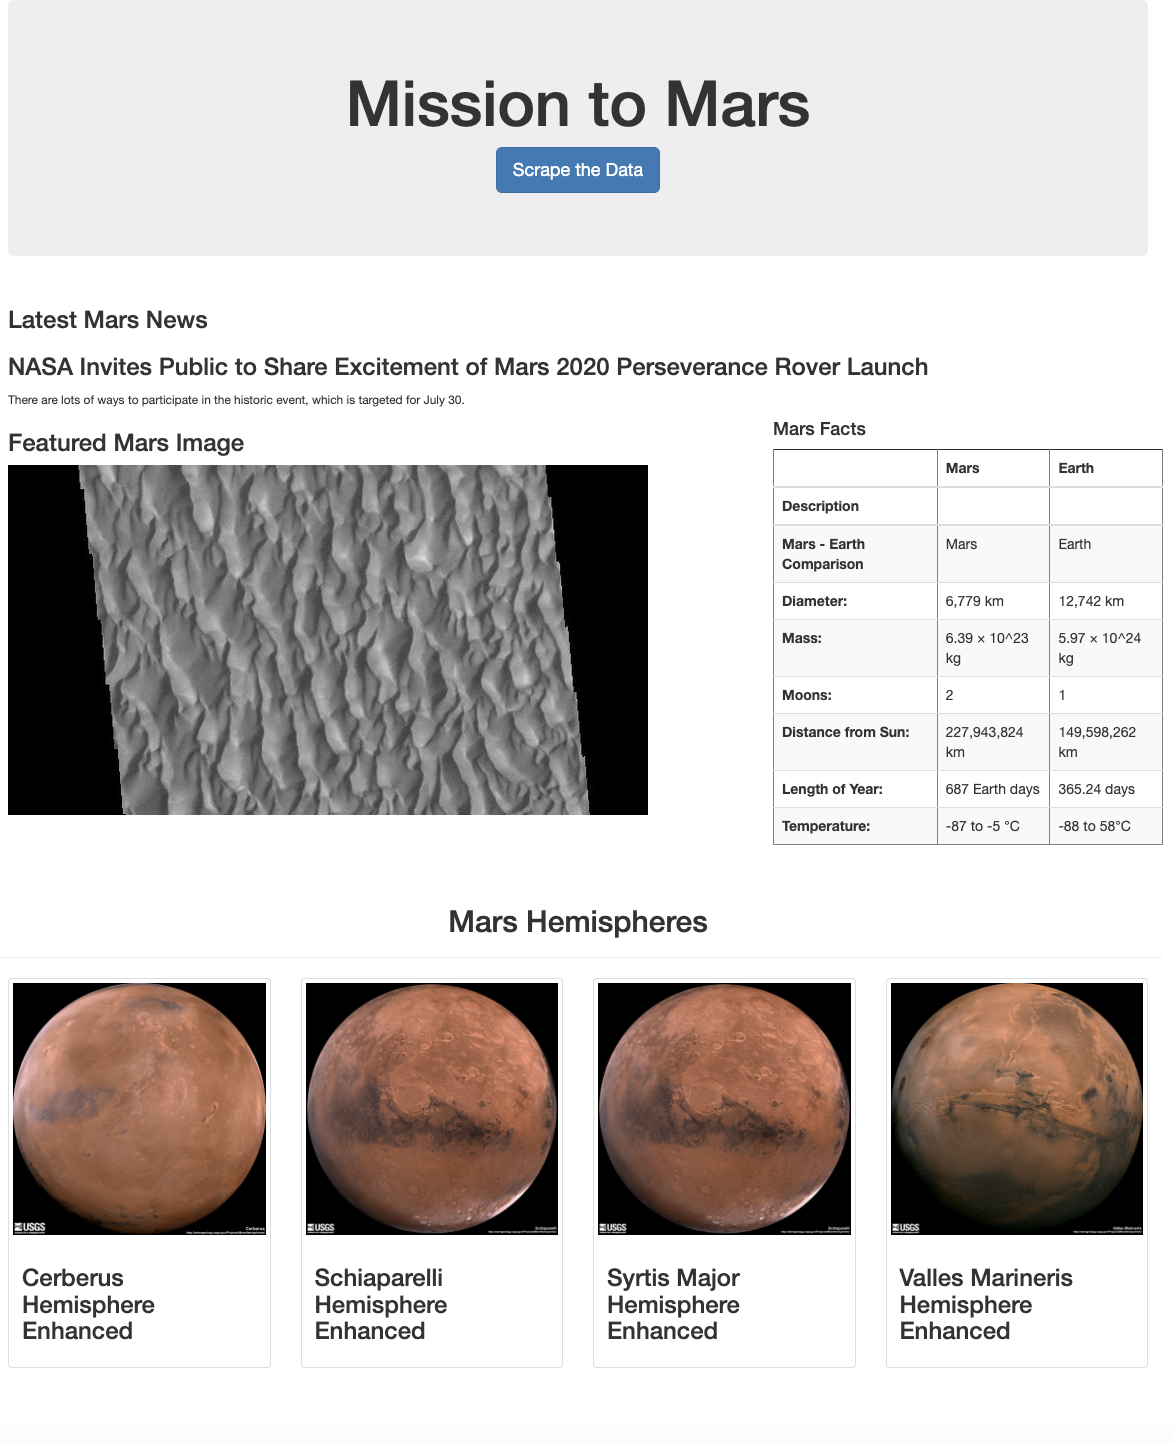 Mission to Mars
Scrape the Data
Latest Mars News
NASA Invites Public to Share Excitement of Mars 2020 Perseverance Rover Launch
There are lots of ways to participate in the historic event, which is targeted for July 30.
Featured Mars Image
Mars Facts
Mars Earth
Description
Mars - Earth Comparison Mars Earth
Diameter: 6,779 km 12,742 km
Mass: 6.39 × 10^23 kg 5.97 × 10^24 kg
Moons: 2 1
Distance from Sun: 227,943,824 km 149,598,262 km
Length of Year: 687 Earth days 365.24 days
Temperature: -87 to -5 °C -88 to 58°C
Mars Hemispheres
USGS
Cerberus
USGS
Schiaparelli
USGS
Schiaparelli
USGS
Valles Marineris
Cerberus
Hemisphere
Enhanced
Schiaparelli
Hemisphere
Enhanced
Syrtis Major
Hemisphere
Enhanced
Valles Marineris
Hemisphere
Enhanced